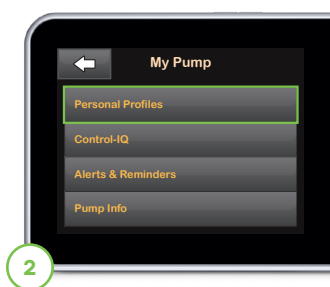 My Pump
Personal Profiles
Control-IQ
Alerts & Reminders
Pump Info
2